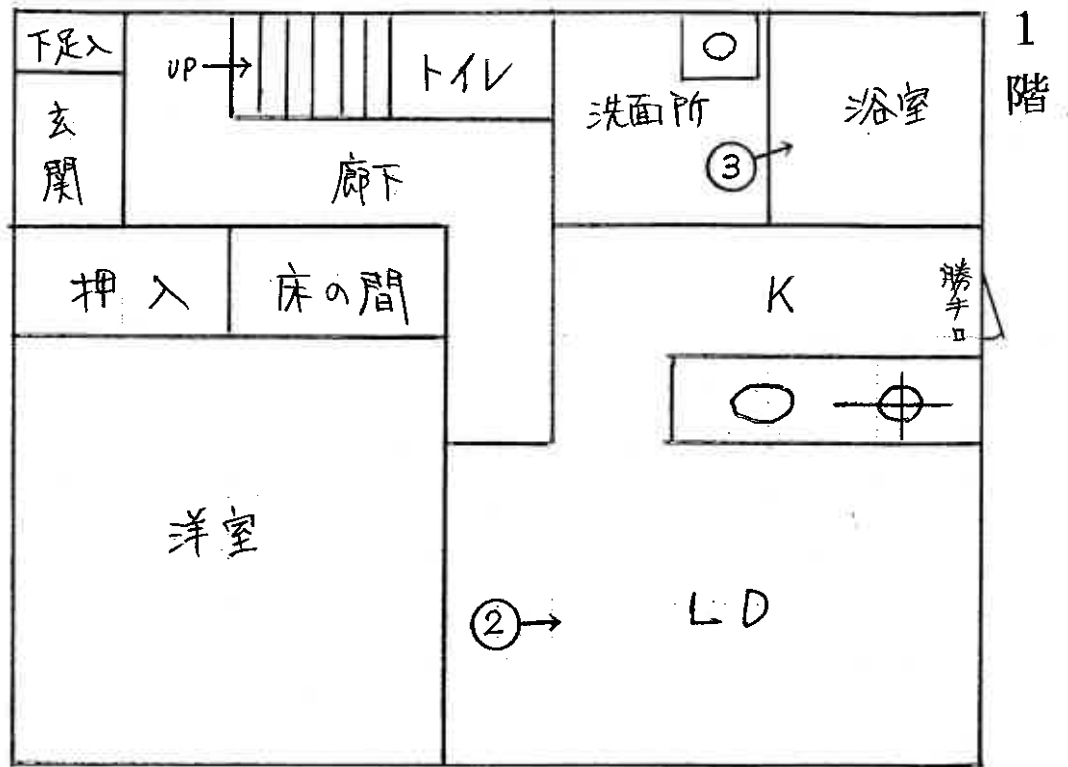 1階
下足入
UP
トイレ
洗面所
浴室
③
玄関
廊下
押入
床の間
K
勝手口
洋室
②
LD